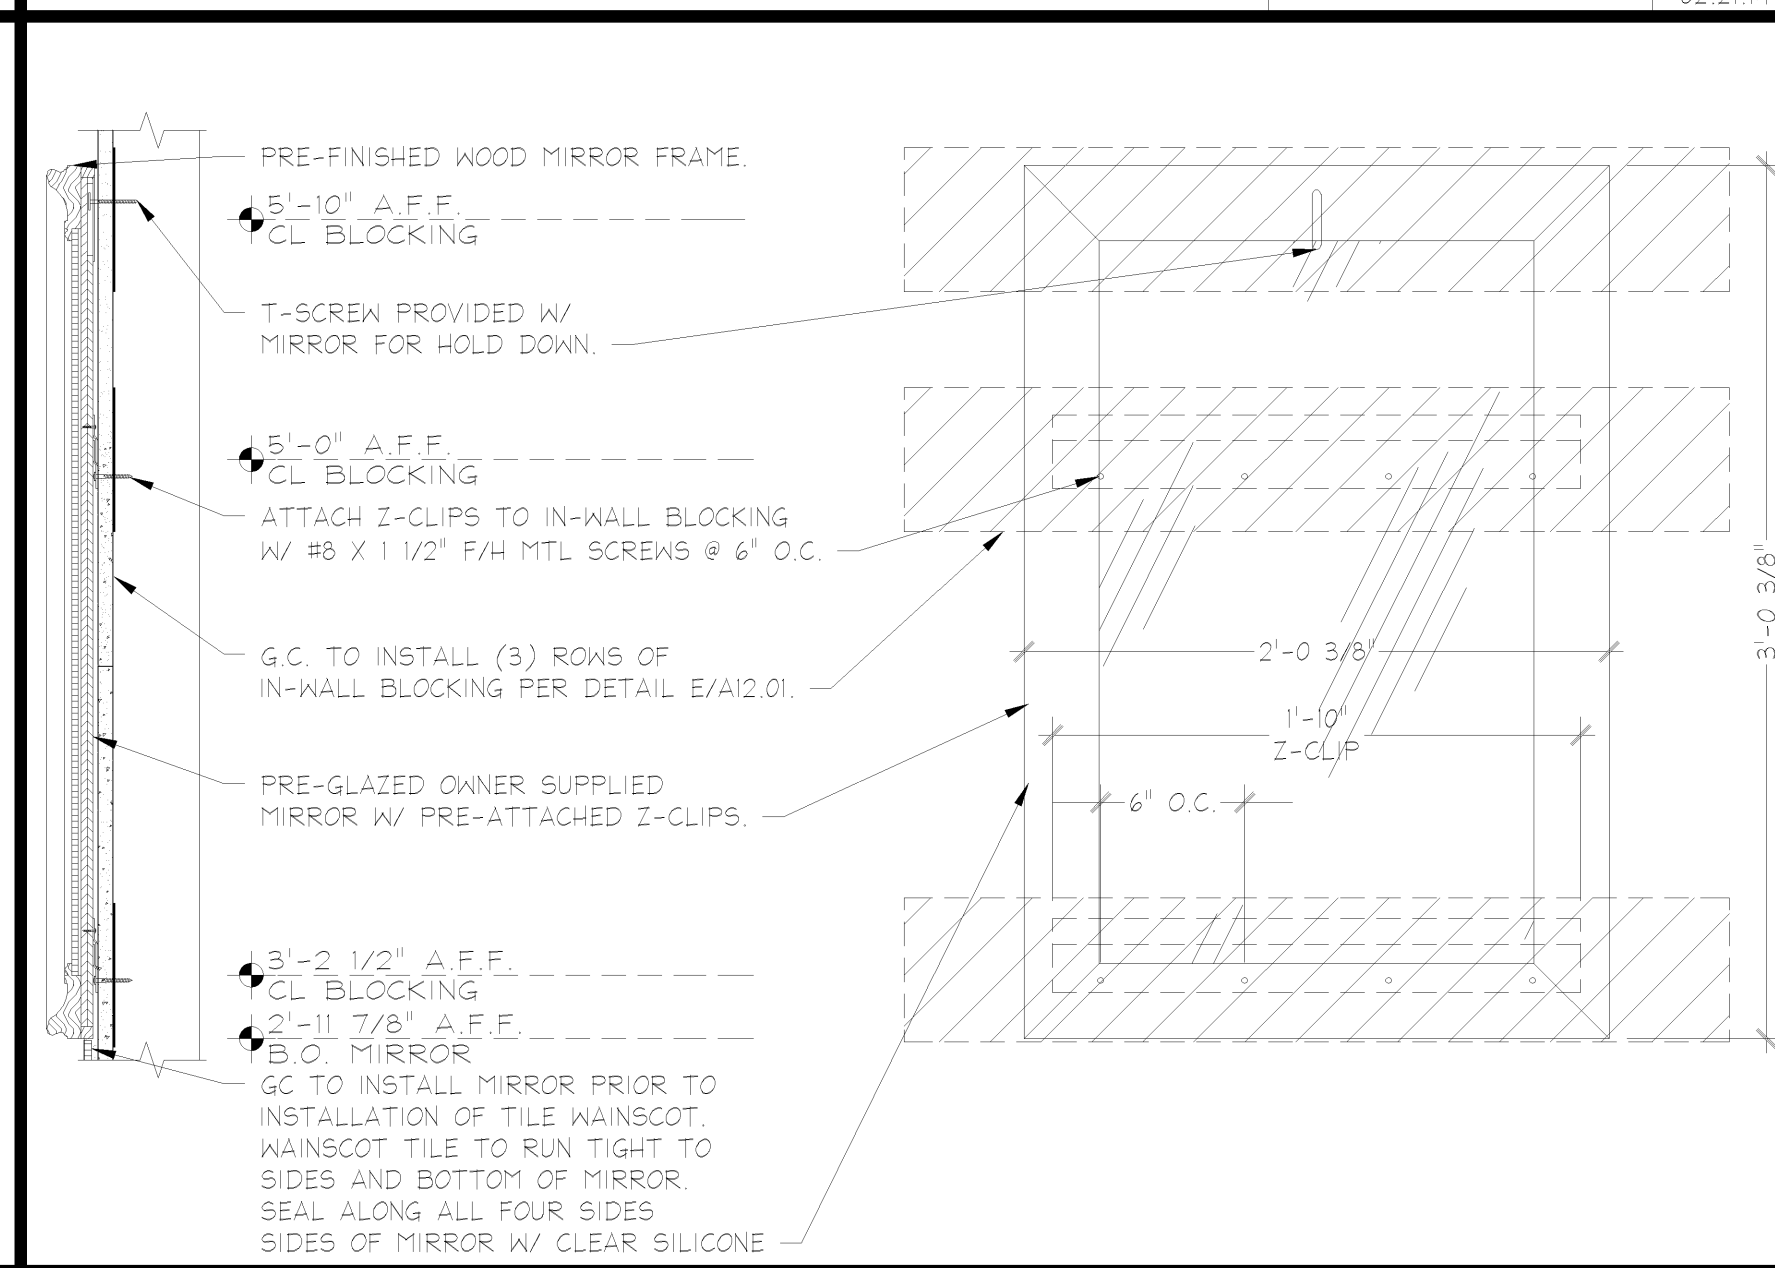 PRE-FINISHED WOOD MIRROR FRAME.
5'-10" A.F.F.
CL BLOCKING
T-SCREW PROVIDED W/
MIRROR FOR HOLD DOWN.
5'-0" A.F.F.
CL BLOCKING
ATTACH Z-CLIPS TO IN-WALL BLOCKING
W/ #8 X 1 1/2" F/H MTL SCREWS @ 6" O.C.
G.C. TO INSTALL (3) ROWS OF
IN-WALL BLOCKING PER DETAIL E/A12.01.
PRE-GLAZED OWNER SUPPLIED
MIRROR W/ PRE-ATTACHED Z-CLIPS.
3'-2 1/2" A.F.F.
CL BLOCKING
2'-11 7/8" A.F.F.
B.O. MIRROR
GC TO INSTALL MIRROR PRIOR TO
INSTALLATION OF TILE WAINSCOT.
WAINSCOT TILE TO RUN TIGHT TO
SIDES AND BOTTOM OF MIRROR.
SEAL ALONG ALL FOUR SIDES
SIDES OF MIRROR W/ CLEAR SILICONE
2'-0 3/8"
1'-10"
Z-CLIP
6" O.C.
3'-0 3/8"